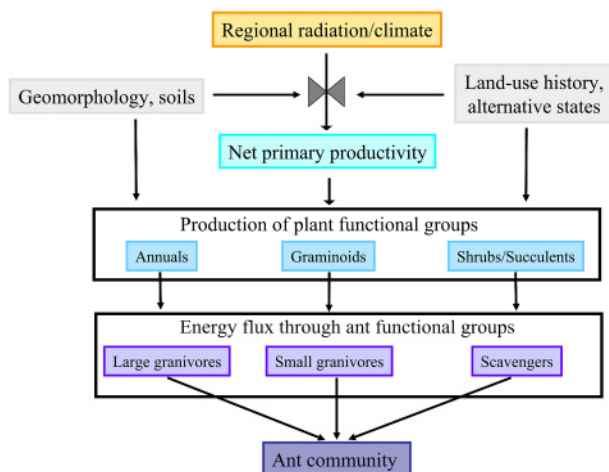 Regional radiation/climate
Geomorphology, soils
Land-use history,
alternative states
Net primary productivity
Production of plant functional groups
Annuals
Graminoids
Shrubs/Succulents
Energy flux through ant functional groups
Large granivores
Small granivores
Scavengers
Ant community